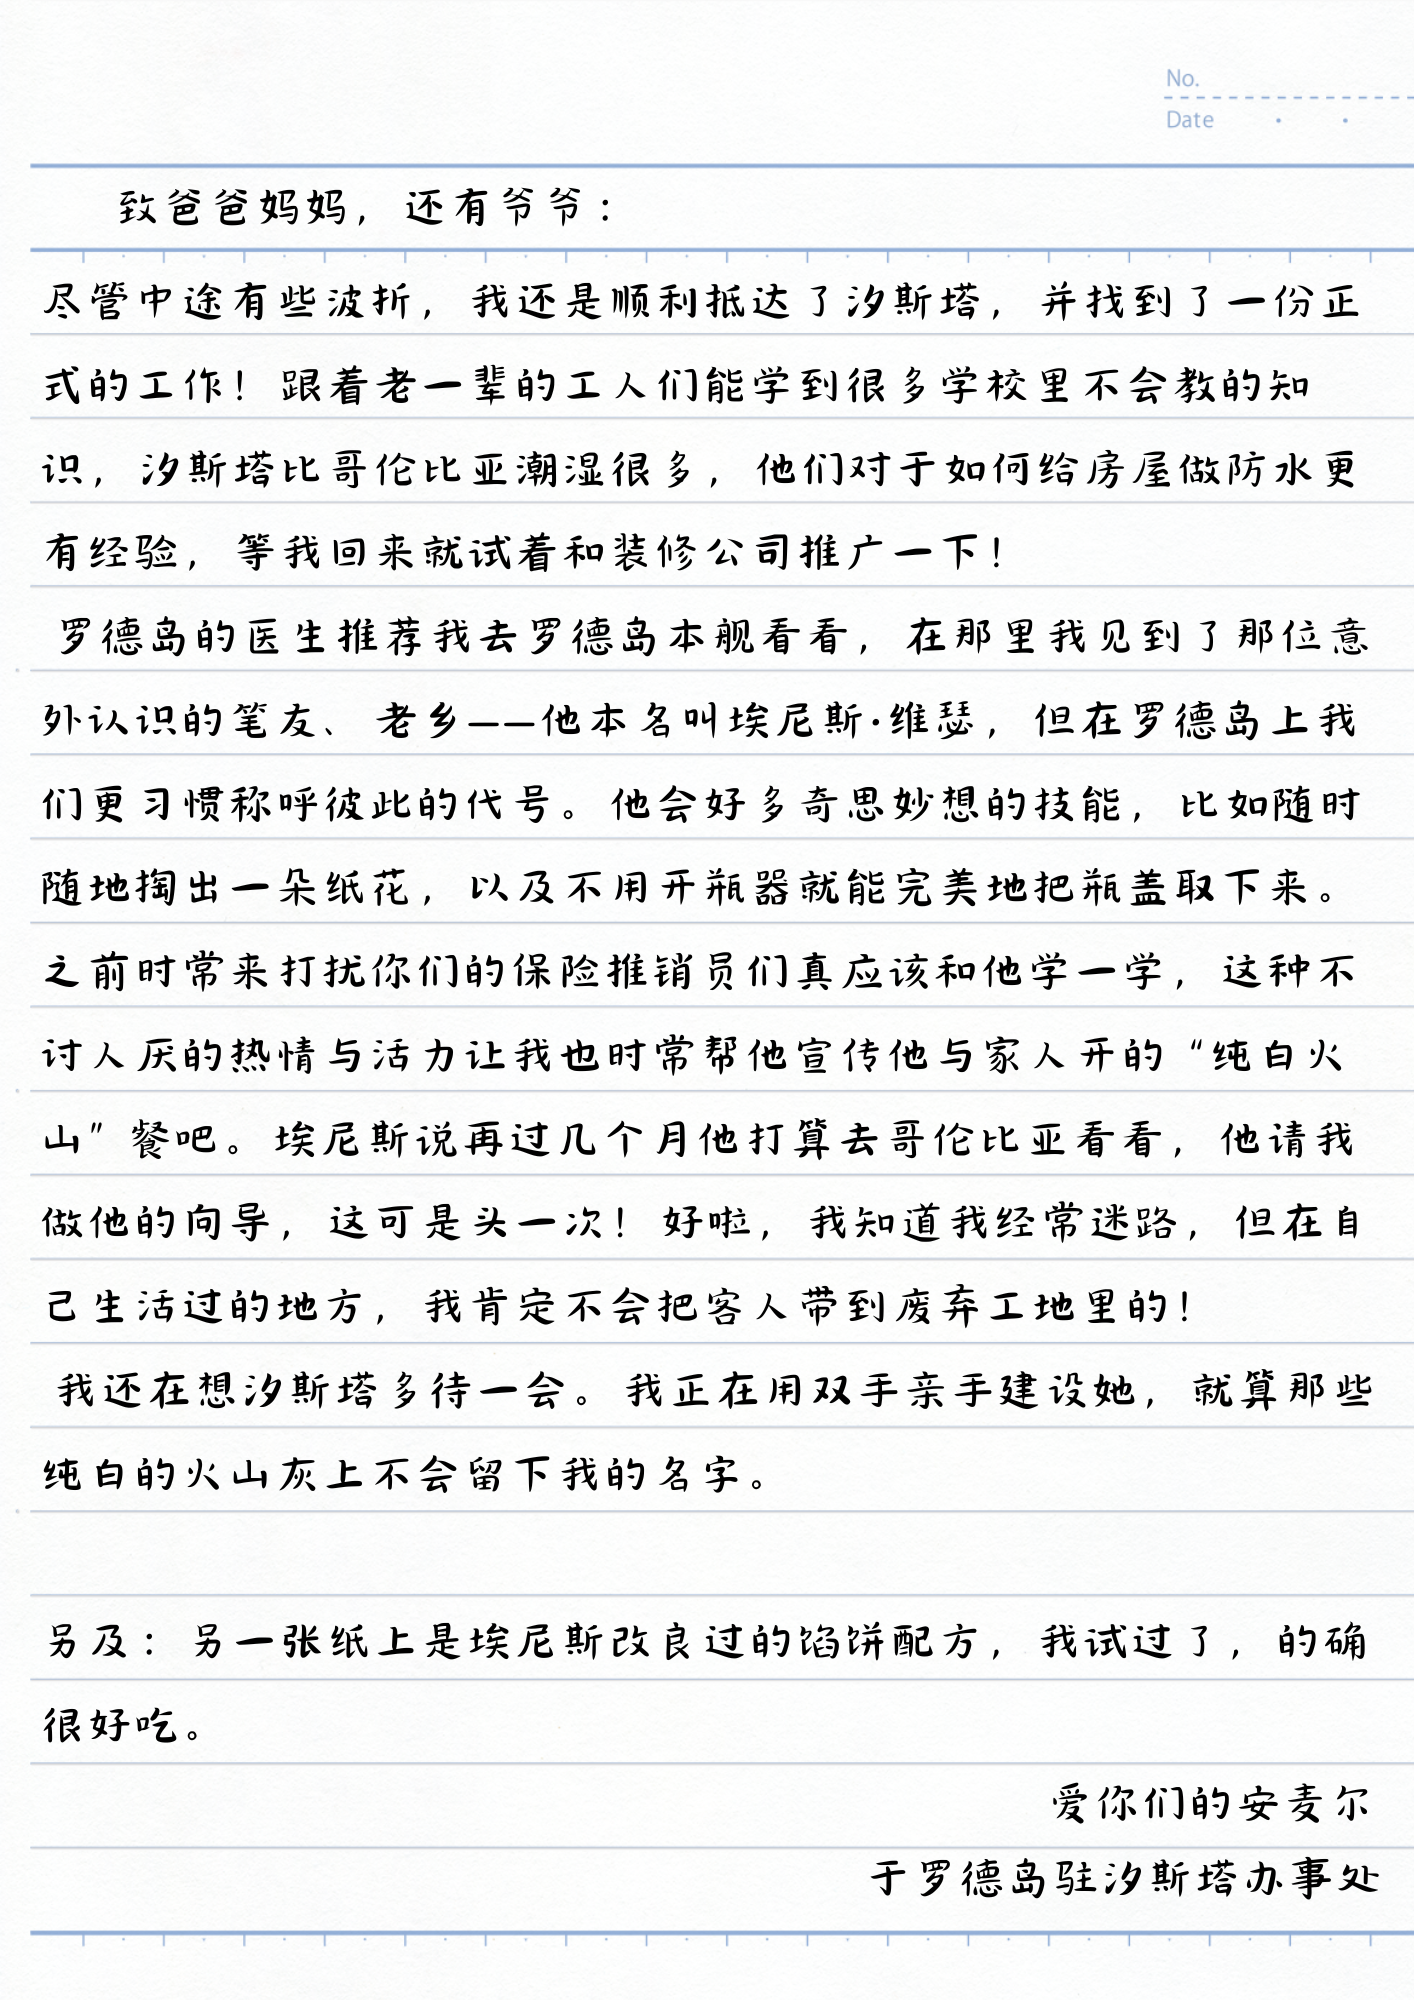 No.
Date
致爸爸妈妈，还有爷爷：
尽管中途有些波折，我还是顺利抵达了汐斯塔，并找到了一份正
式的工作！跟着老一辈的工人们能学到很多学校里不会教的知
识，汐斯塔比哥伦比亚潮湿很多，他们对于如何给房屋做防水更
有经验，等我回来就试着和装修公司推广一下！
罗德岛的医生推荐我去罗德岛本舰看看，在那里我见到了那位意
外认识的笔友、老乡——他本名叫埃尼斯·维瑟，但在罗德岛上我
们更习惯称呼彼此的代号。他会好多奇思妙想的技能，比如随时
随地掏出一朵纸花，以及不用开瓶器就能完美地把瓶盖取下来。
之前时常来打扰你们的保险推销员们真应该和他学一学，这种不
讨人厌的热情与活力让我也时常帮他宣传他与家人开的“纯白火
山”餐吧。埃尼斯说再过几个月他打算去哥伦比亚看看，他请我
做他的向导，这可是头一次！好啦，我知道我经常迷路，但在自
己生活过的地方，我肯定不会把客人带到废弃工地里的！
我还在想汐斯塔多待一会。我正在用双手亲手建设她，就算那些
纯白的火山灰上不会留下我的名字。
另及：另一张纸上是埃尼斯改良过的馅饼配方，我试过了，的确
很好吃。
爱你们的安麦尔
于罗德岛驻汐斯塔办事处